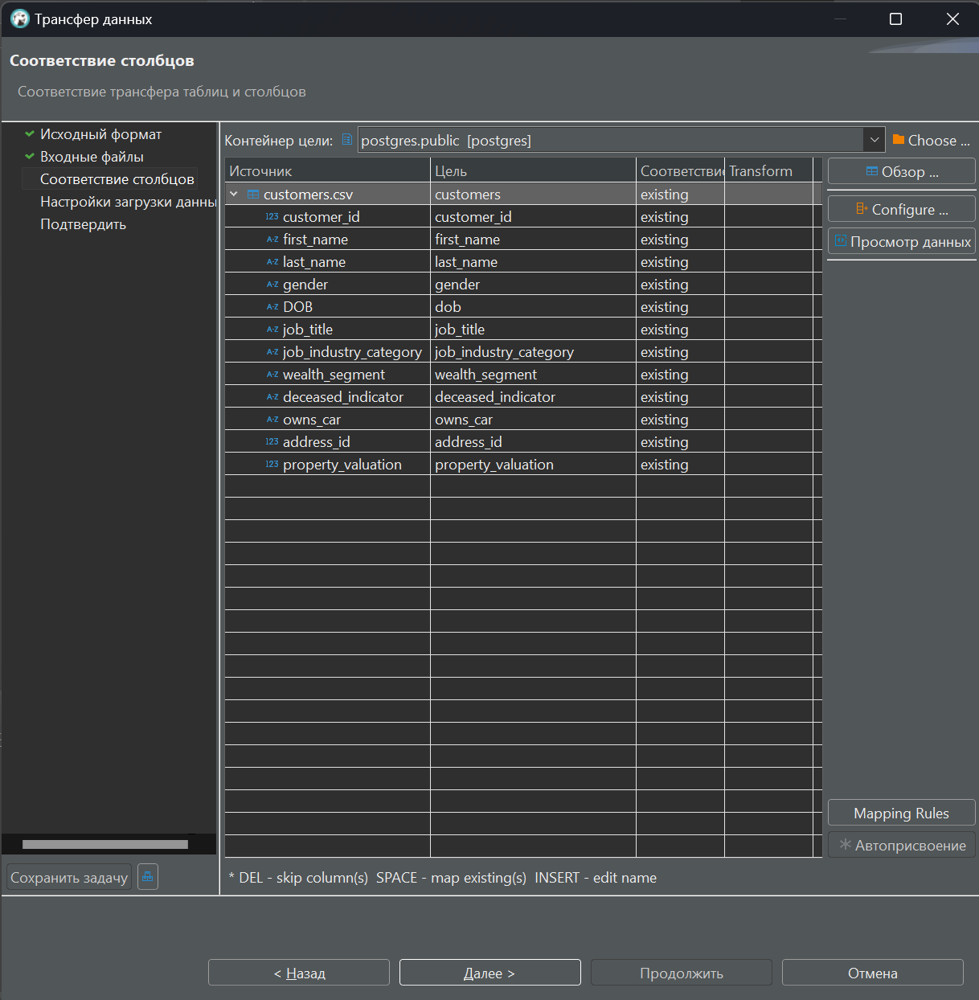 Трансфер данных
Соответствие столбцов
Соответствие трансфера таблиц и столбцов
Исходный формат
Входные файлы
Соответствие столбцов
Настройки загрузки данны
Подтвердить
Контейнер цели: postgres.public [postgres] Choose ...
Источник Цель Соответствие Transform
customers.csv customers existing
123 customer_id customer_id existing
A-Z first_name first_name existing
A-Z last_name last_name existing
A-Z gender gender existing
A-Z DOB dob existing
A-Z job_title job_title existing
A-Z job_industry_category job_industry_category existing
A-Z wealth_segment wealth_segment existing
A-Z deceased_indicator deceased_indicator existing
A-Z owns_car owns_car existing
123 address_id address_id existing
123 property_valuation property_valuation existing
Обзор ...
Configure ...
Просмотр данных
Mapping Rules
Автоприсвоение
Сохранить задачу
* DEL - skip column(s) SPACE - map existing(s) INSERT - edit name
< Назад
Далее >
Продолжить
Отмена